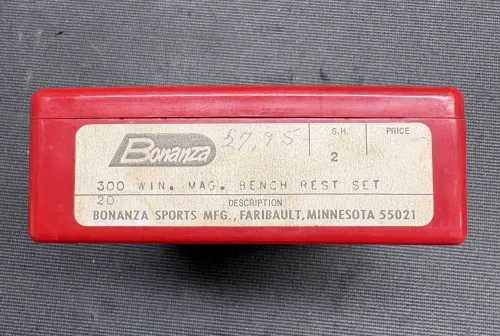 Bonanza 27.95 S.H. PRICE
2
300 WIN. MAG. BENCH REST SET
20 DESCRIPTION
BONANZA SPORTS MFG., FARIBAULT, MINNESOTA 55021